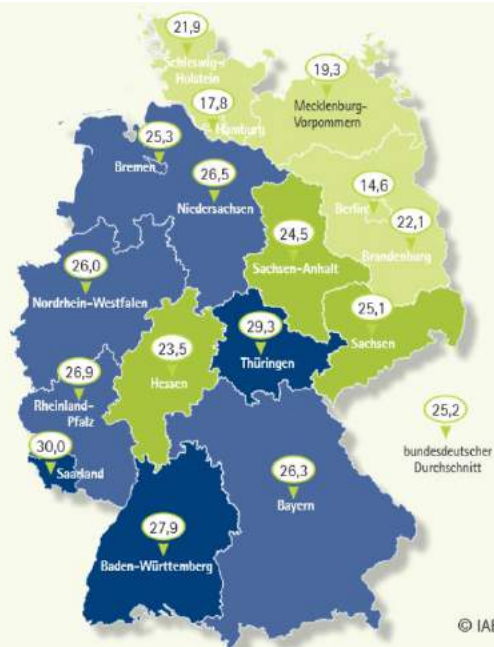 21,9
Schleswig-
Holstein
19,3
Mecklenburg-
Vorpommern
17,8
Hamburg
25,3
Bremen
26,5
Niedersachsen
14,6
Berlin
22,1
Brandenburg
24,5
Sachsen-Anhalt
26,0
Nordrhein-Westfalen
25,1
Sachsen
29,3
Thüringen
23,5
Hessen
26,9
Rheinland-
Pfalz
25,2
bundesdeutscher
Durchschnitt
30,0
Saarland
26,3
Bayern
27,9
Baden-Württemberg
© IAB